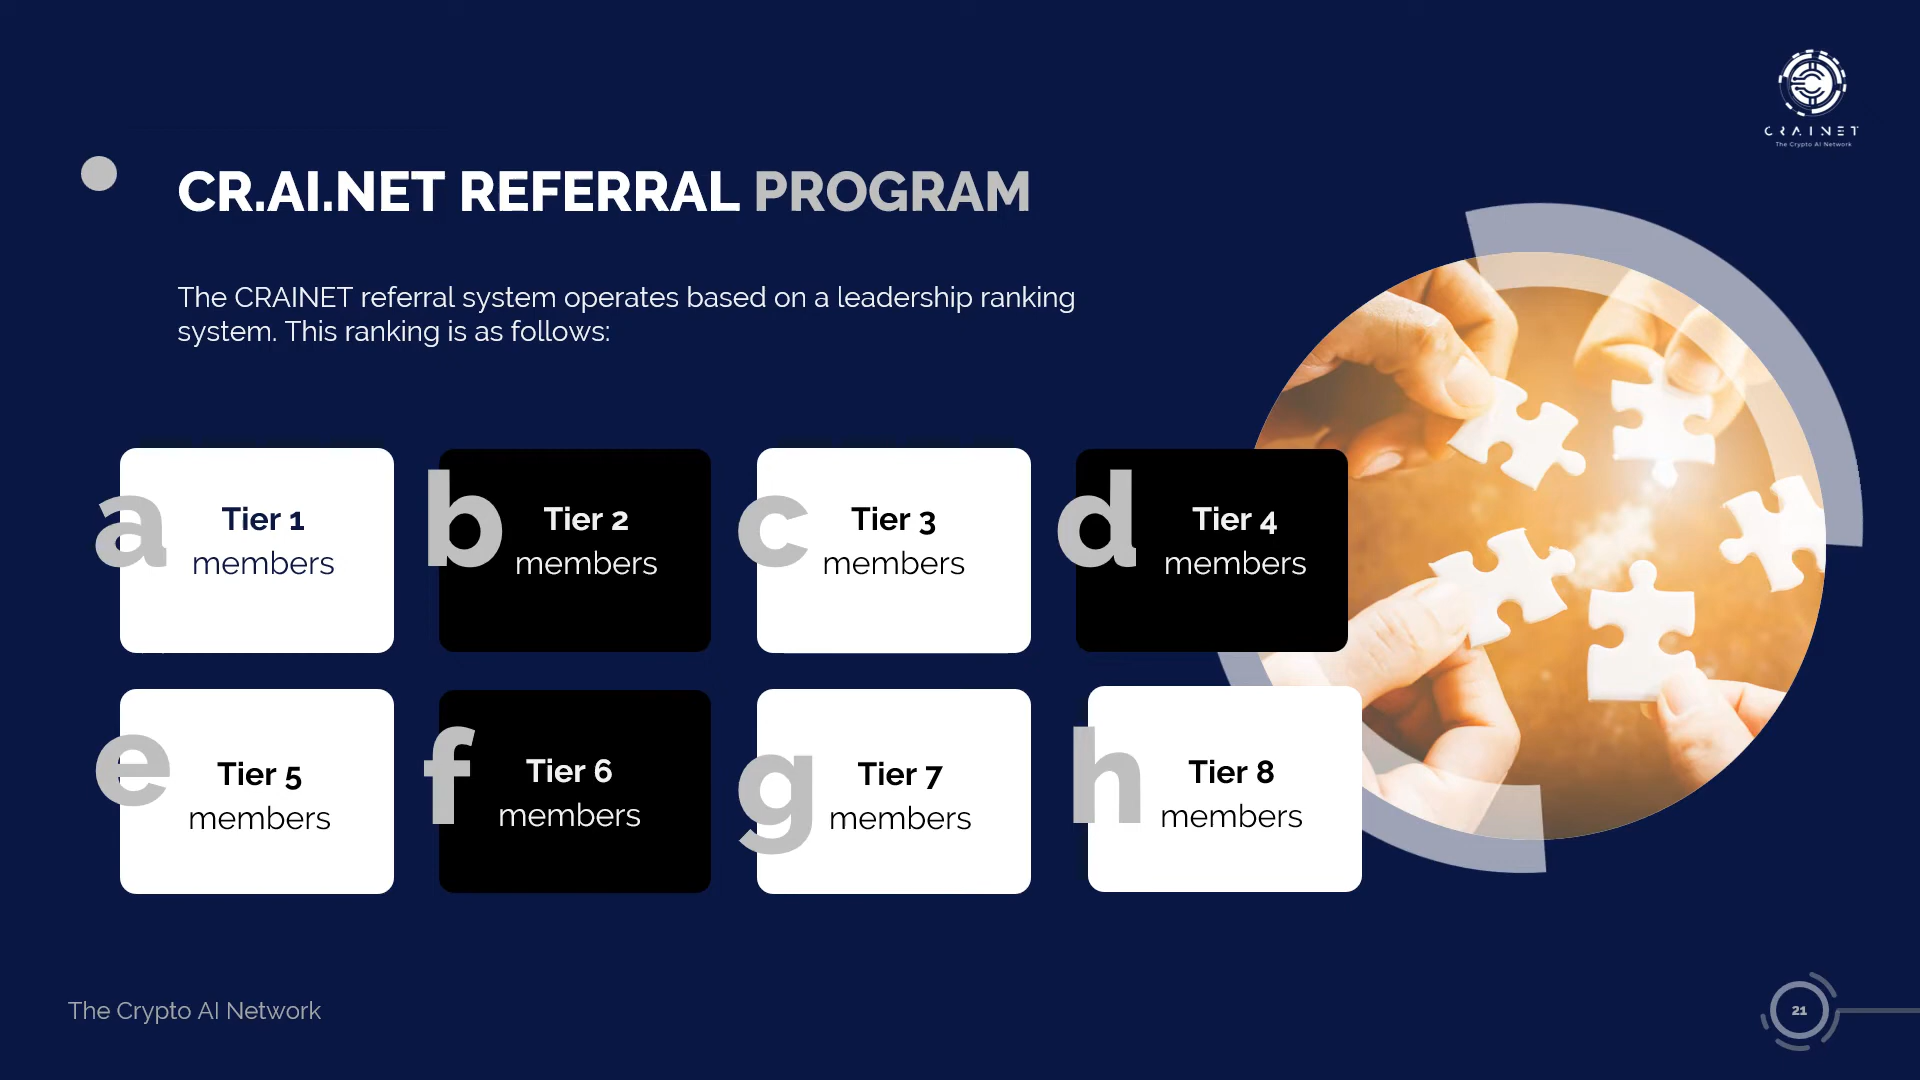 CRAINET
The Crypto AI Network
CR.AI.NET REFERRAL PROGRAM
The CRAINET referral system operates based on a leadership ranking
system. This ranking is as follows:
a
Tier 1
members
b
Tier 2
members
c
Tier 3
members
d
Tier 4
members
e
Tier 5
members
f
Tier 6
members
g
Tier 7
members
h
Tier 8
members
The Crypto AI Network
21